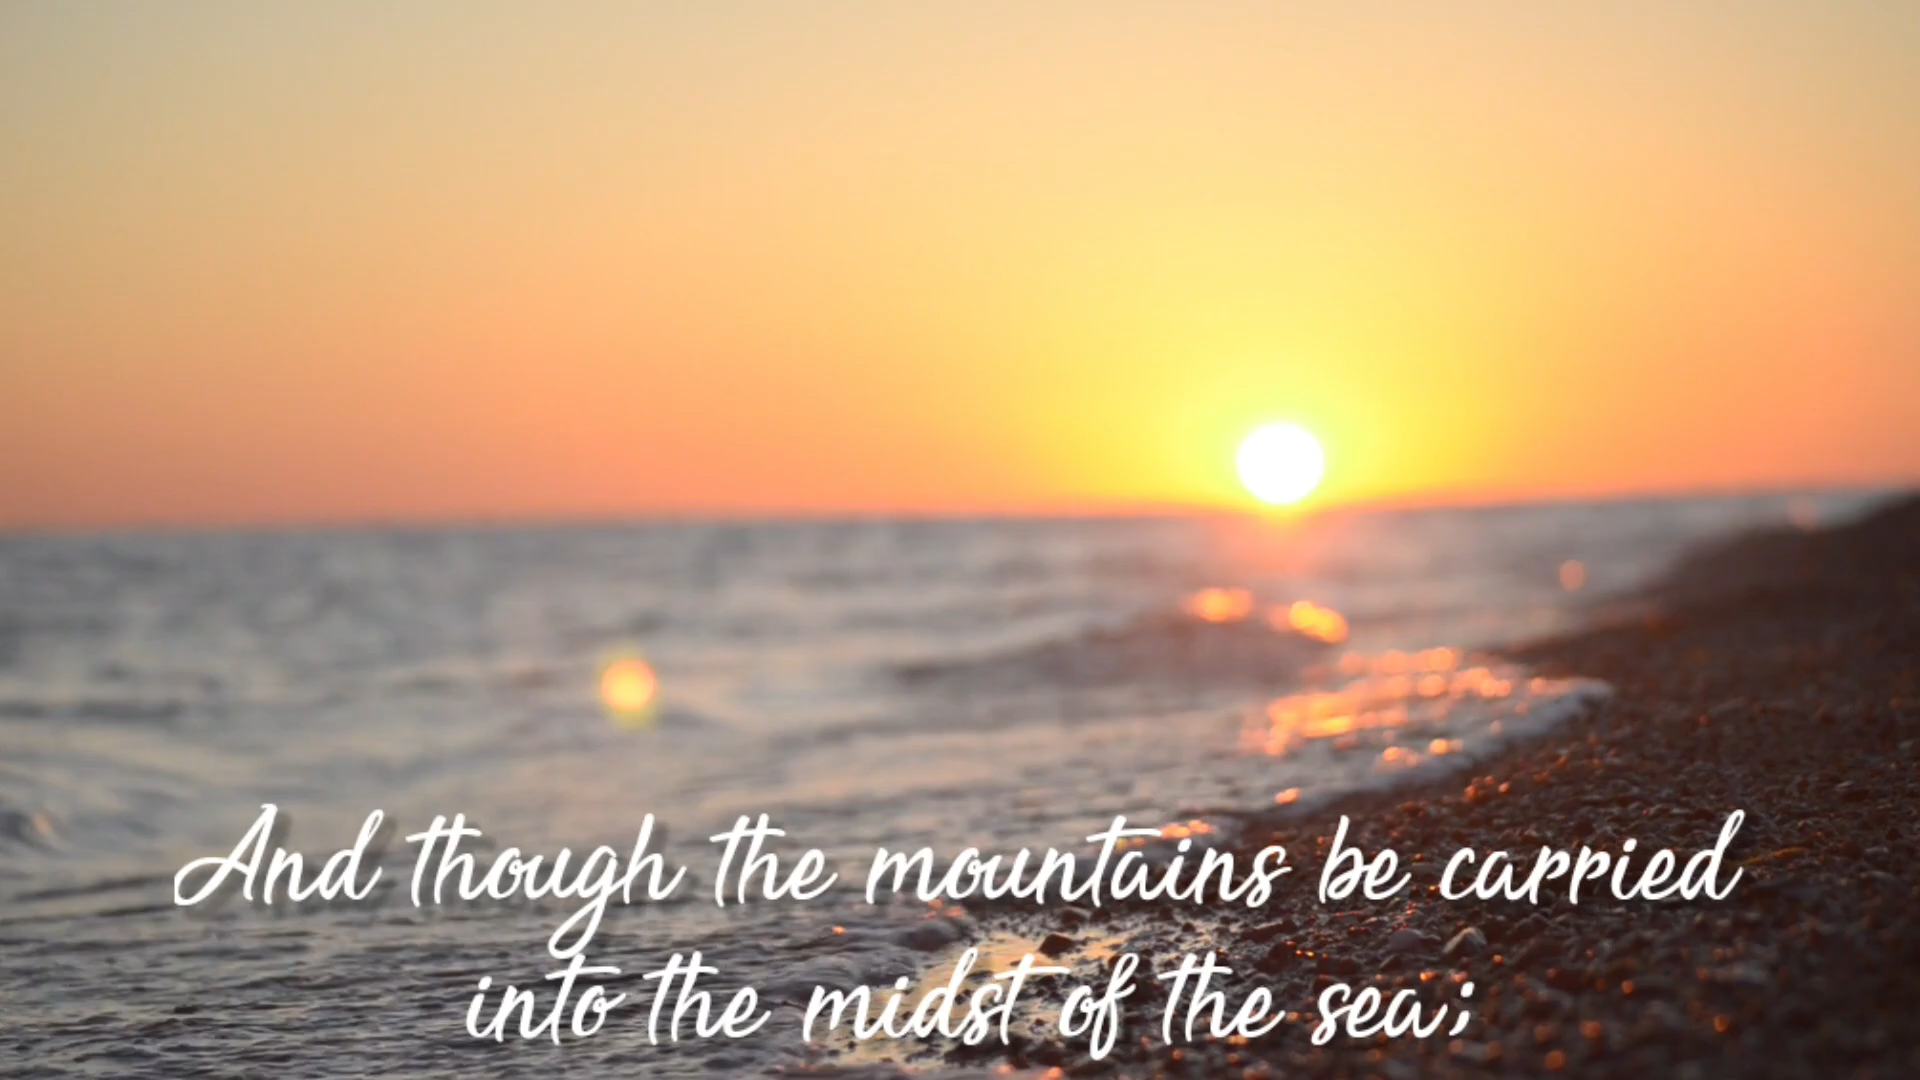 And though the mountains be carried
into the midst of the sea;